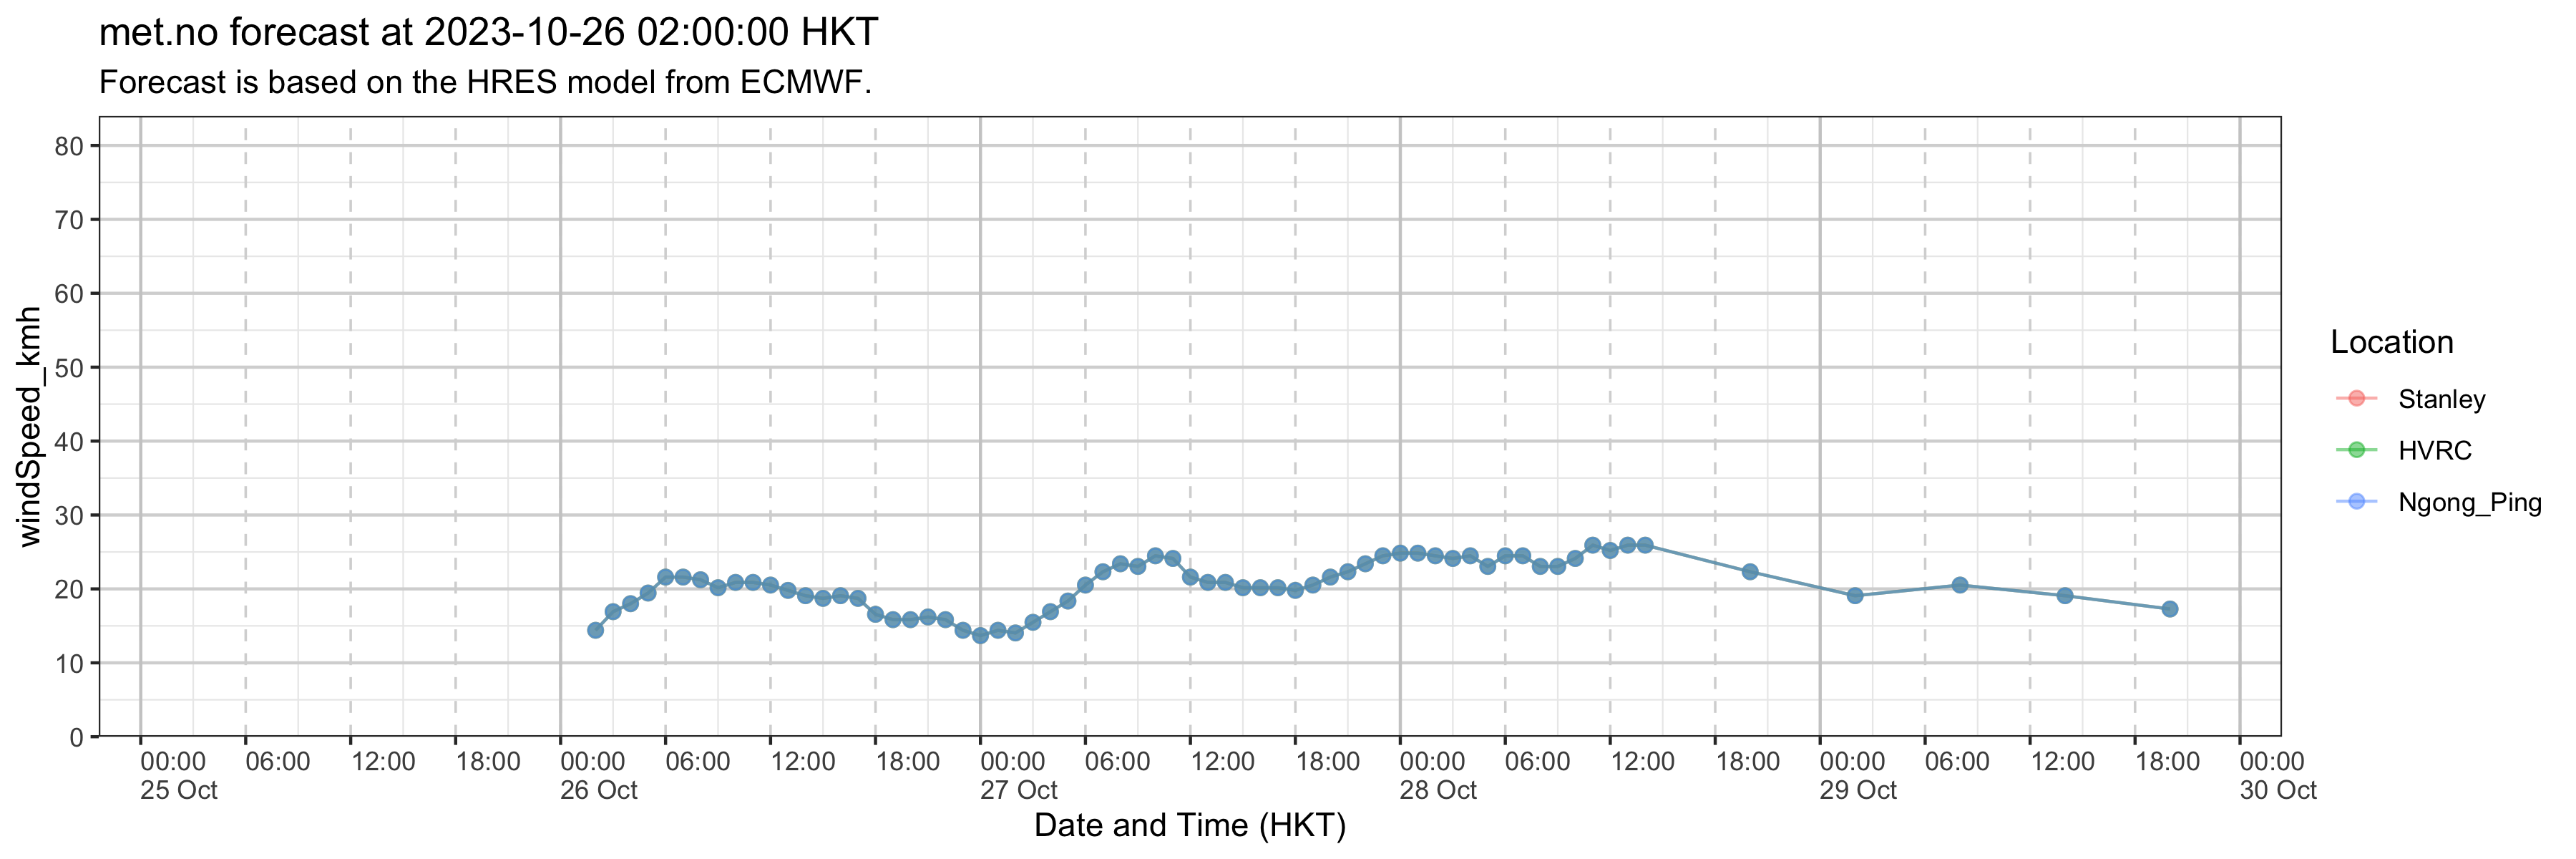 met.no forecast at 2023-10-26 02:00:00 HKT
Forecast is based on the HRES model from ECMWF.
windSpeed_kmh
80
70
60
50
40
30
20
10
0
00:00 06:00 12:00 18:00 00:00 06:00 12:00 18:00 00:00 06:00 12:00 18:00 00:00 06:00 12:00 18:00 00:00 06:00 12:00 18:00 00:00
25 Oct 26 Oct 27 Oct 28 Oct 29 Oct 30 Oct
Date and Time (HKT)
Location
Stanley
HVRC
Ngong_Ping